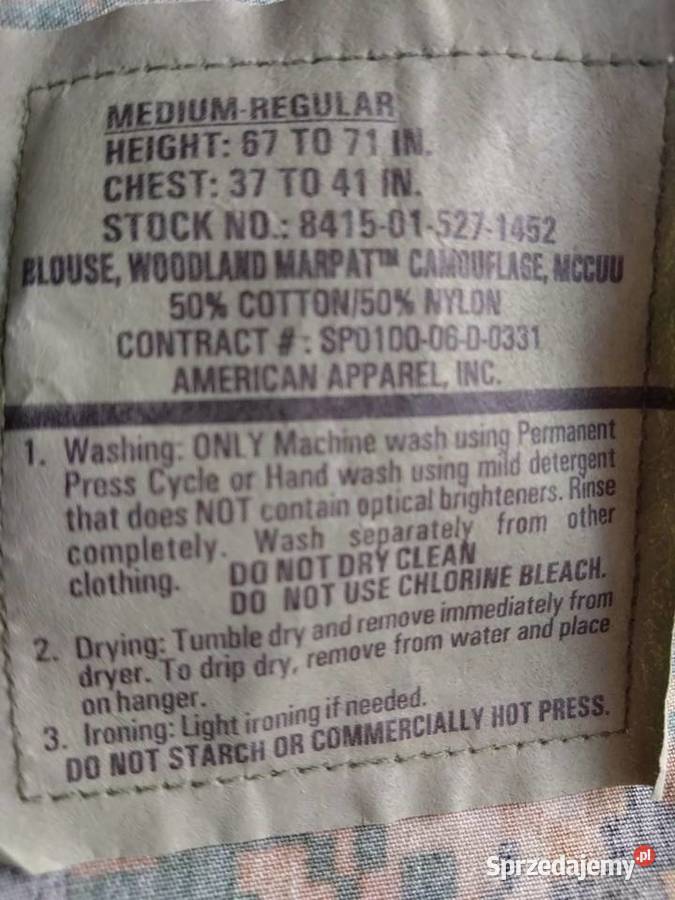 MEDIUM-REGULAR
HEIGHT: 67 TO 71 IN.
CHEST: 37 TO 41 IN.
STOCK NO.: 8415-01-527-1452
BLOUSE, WOODLAND MARPAT™ CAMOUFLAGE, MCCUU
50% COTTON/50% NYLON
CONTRACT # : SP0100-06-D-0331
AMERICAN APPAREL, INC.
1. Washing: ONLY Machine wash using Permanent
Press Cycle or Hand wash using mild detergent
that does NOT contain optical brighteners. Rinse
completely. Wash separately from other
clothing. DO NOT DRY CLEAN
DO NOT USE CHLORINE BLEACH.
2. Drying: Tumble dry and remove immediately from
dryer. To drip dry, remove from water and place
on hanger.
3. Ironing: Light ironing if needed.
DO NOT STARCH OR COMMERCIALLY HOT PRESS.
Sprzedajemy.pl